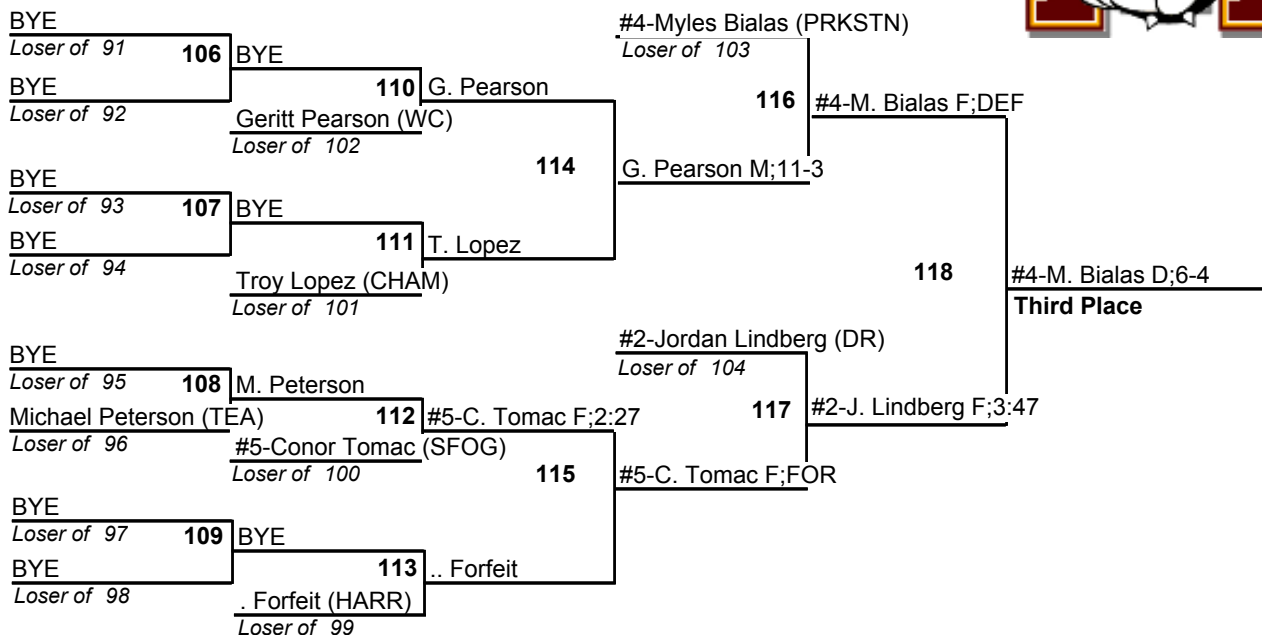 BYE
Loser of 91
106
BYE
BYE
Loser of 92
110
G. Pearson
Geritt Pearson (WC)
Loser of 102
BYE
Loser of 93
107
BYE
BYE
Loser of 94
111
T. Lopez
Troy Lopez (CHAM)
Loser of 101
114
G. Pearson M;11-3
#4-Myles Bialas (PRKSTN)
Loser of 103
116
#4-M. Bialas F;DEF
BYE
Loser of 95
108
M. Peterson
Michael Peterson (TEA)
Loser of 96
112
#5-C. Tomac F;2:27
#5-Conor Tomac (SFOG)
Loser of 100
BYE
Loser of 97
109
BYE
BYE
Loser of 98
113
.. Forfeit
. Forfeit (HARR)
Loser of 99
115
#5-C. Tomac F;FOR
#2-Jordan Lindberg (DR)
Loser of 104
117
#2-J. Lindberg F;3:47
118
#4-M. Bialas D;6-4
Third Place